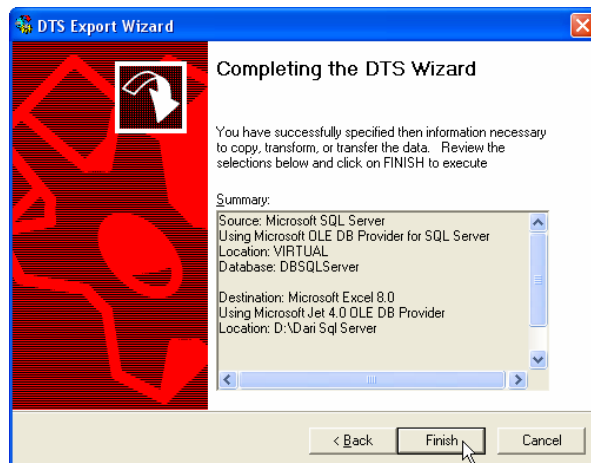 DTS Export Wizard
Completing the DTS Wizard
You have successfully specified then information necessary
to copy, transform, or transfer the data. Review the
selections below and click on FINISH to execute
Summary:
Source: Microsoft SQL Server
Using Microsoft OLE DB Provider for SQL Server
Location: VIRTUAL
Database: DBSQLServer
Destination: Microsoft Excel 8.0
Using Microsoft Jet 4.0 OLE DB Provider
Location: D:\Dari Sql Server
< Back
Finish
Cancel